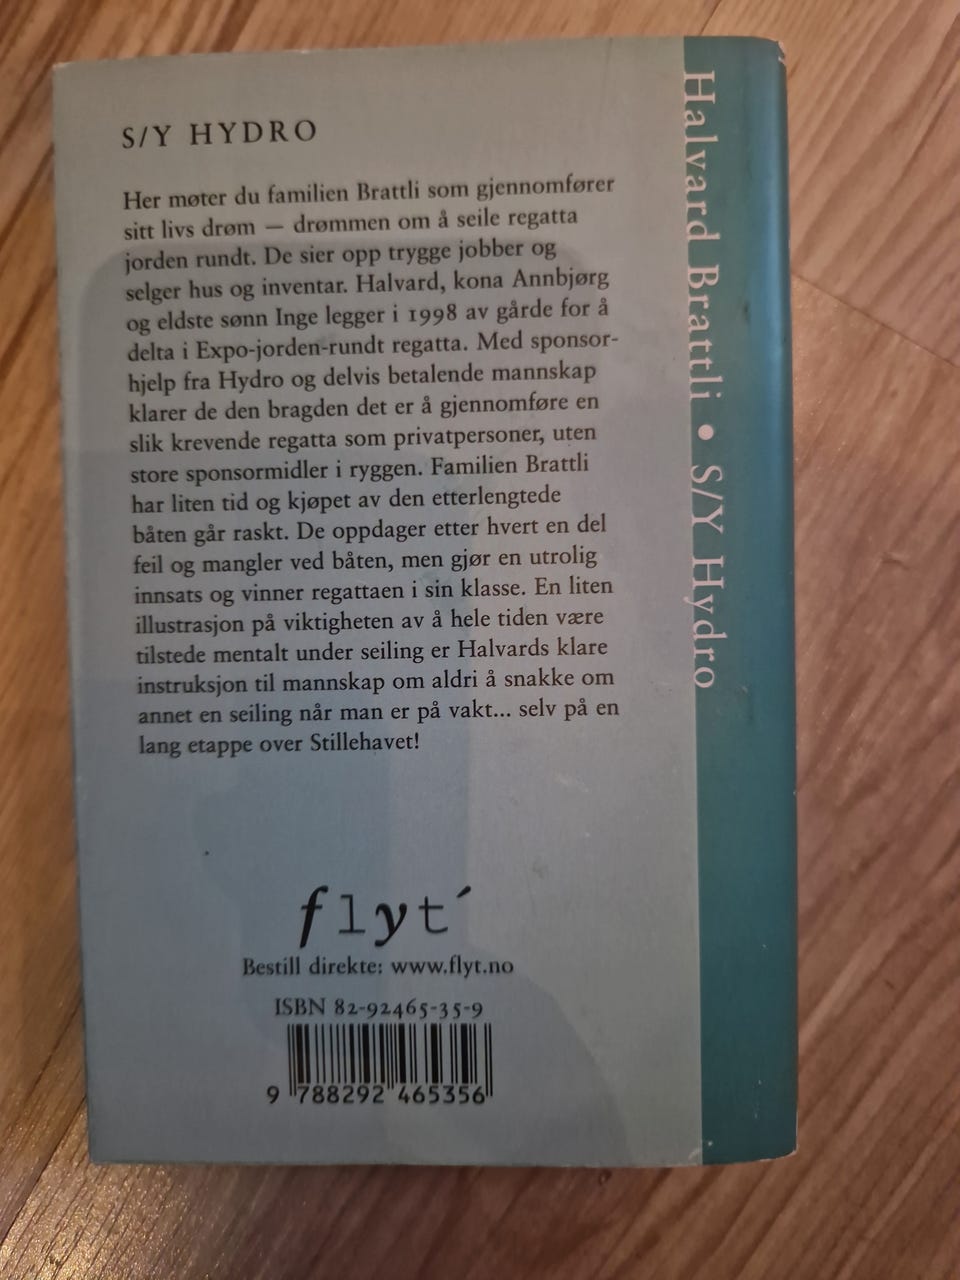 S/Y HYDRO
Her møter du familien Brattli som gjennomfører
sitt livs drøm — drømmen om å seile regatta
jorden rundt. De sier opp trygge jobber og
selger hus og inventar. Halvard, kona Annbjørg
og eldste sønn Inge legger i 1998 av gårde for å
delta i Expo-jorden-rundt regatta. Med sponsor-
hjelp fra Hydro og delvis betalende mannskap
klarer de den bragden det er å gjennomføre en
slik krevende regatta som privatpersoner, uten
store sponsormidler i ryggen. Familien Brattli
har liten tid og kjøpet av den etterlengtede
båten går raskt. De oppdager etter hvert en del
feil og mangler ved båten, men gjør en utrolig
innsats og vinner regattaen i sin klasse. En liten
illustrasjon på viktigheten av å hele tiden være
tilstede mentalt under seiling er Halvards klare
instruksjon til mannskap om aldri å snakke om
annet en seiling når man er på vakt... selv på en
lang etappe over Stillehavet!
flyt´
Bestill direkte: www.flyt.no
ISBN 82-92465-35-9
9 788292 465356
Halvard Brattli • S/Y Hydro